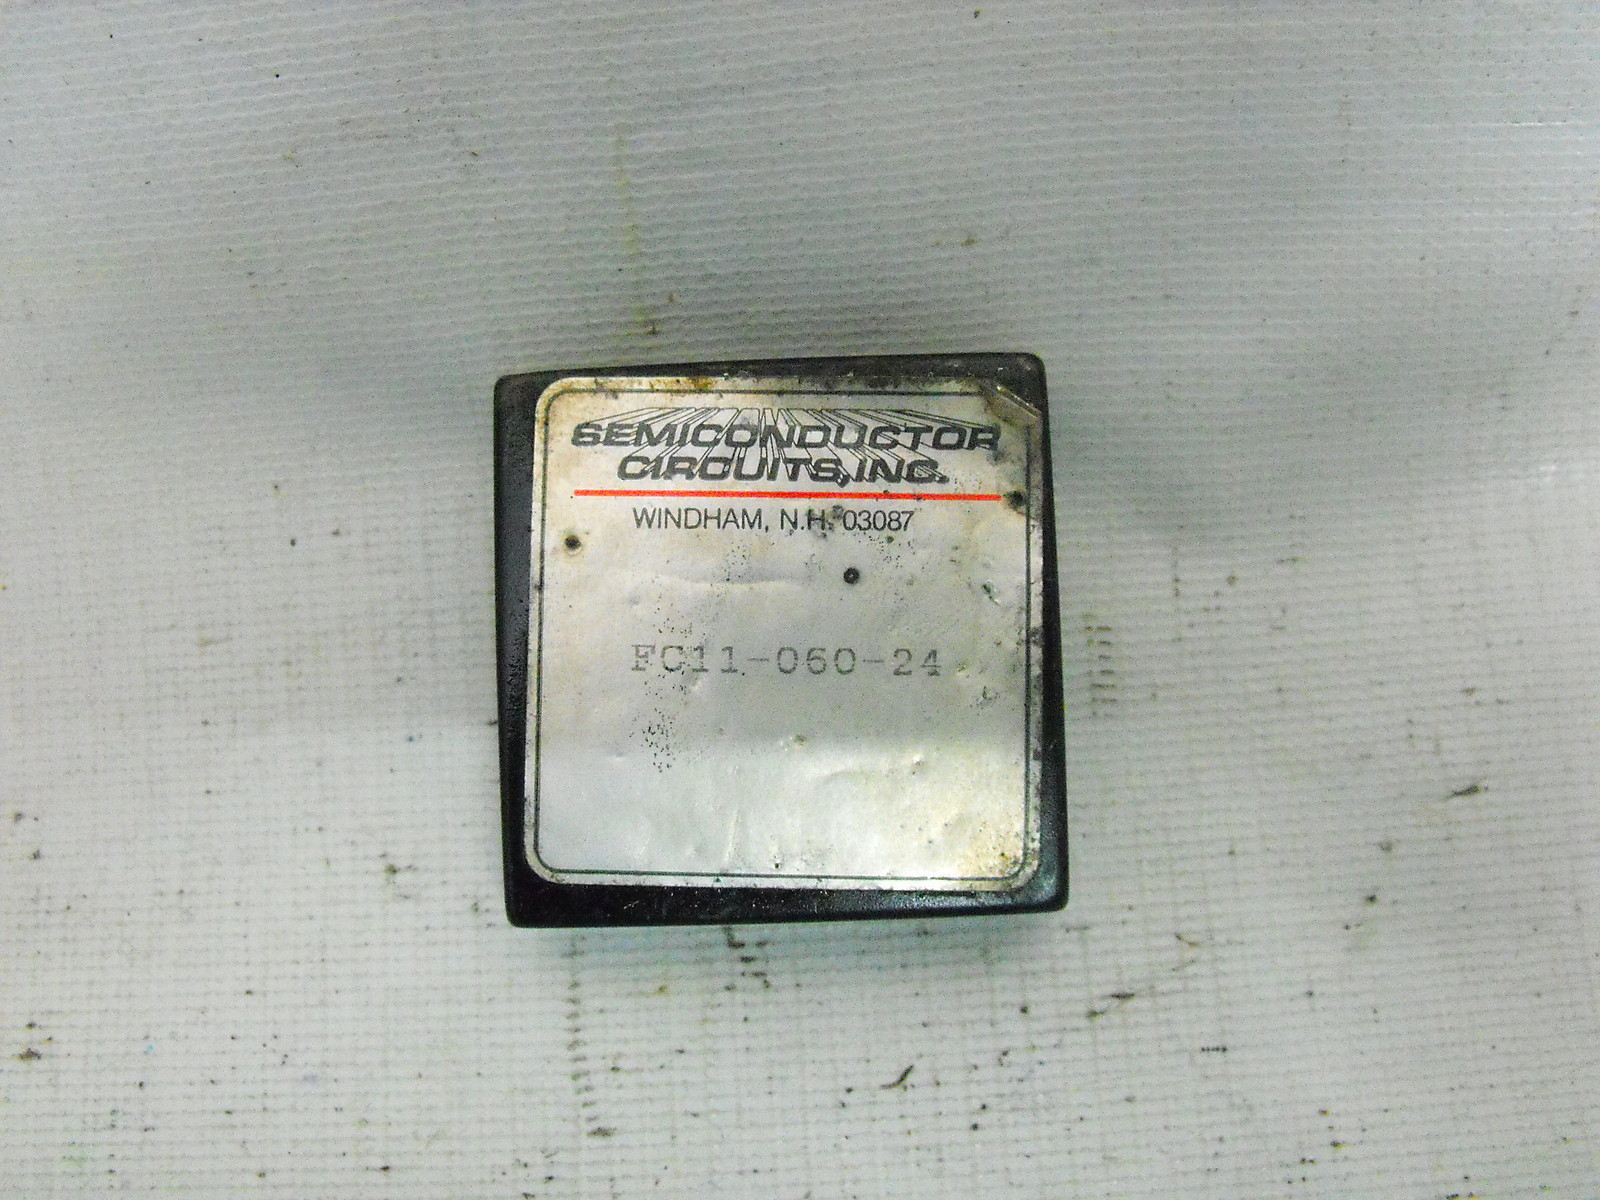 SEMICONDUCTOR
CIRCUITS, INC.
WINDHAM, N.H. 03087
FC11-060-24